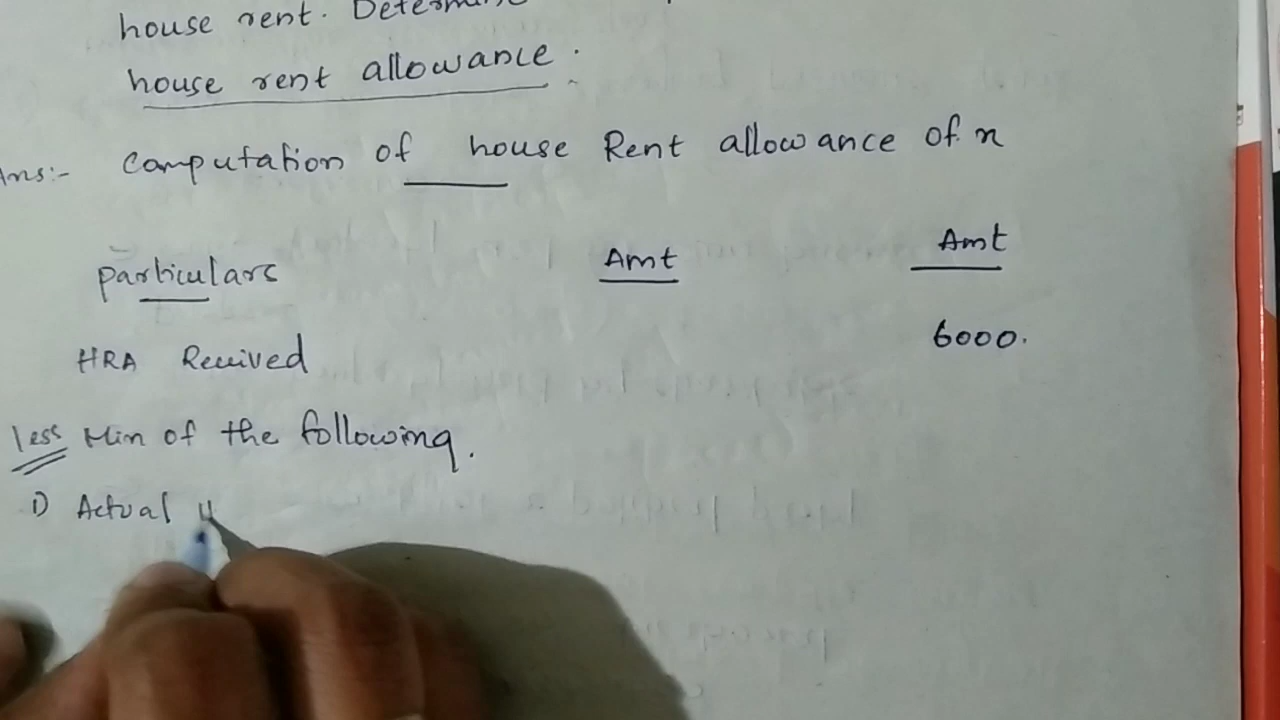 house rent. Determine
house rent allowance.
Ans:- Computation of house Rent allowance of x
Particulars Amt Amt
HRA Received 6000.
less Min of the following.
1) Actual H